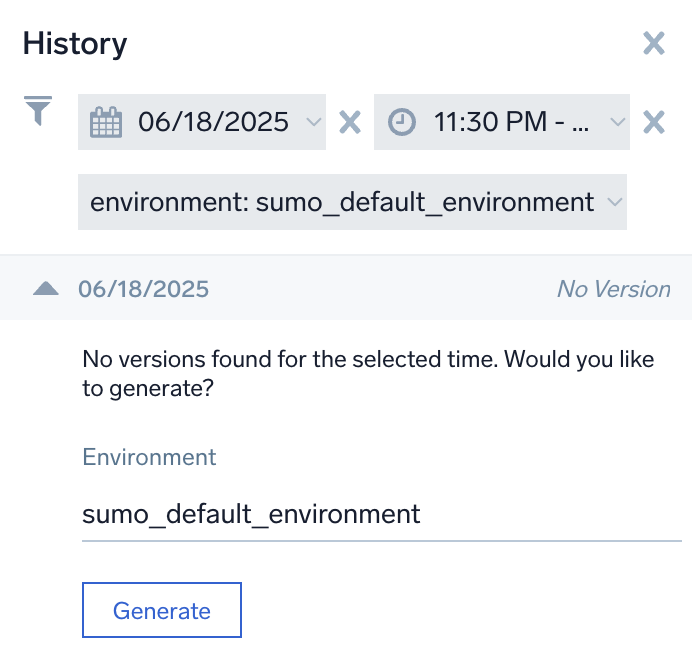 History
06/18/2025 11:30 PM - ...
environment: sumo_default_environment
06/18/2025 No Version
No versions found for the selected time. Would you like
to generate?
Environment
sumo_default_environment
Generate